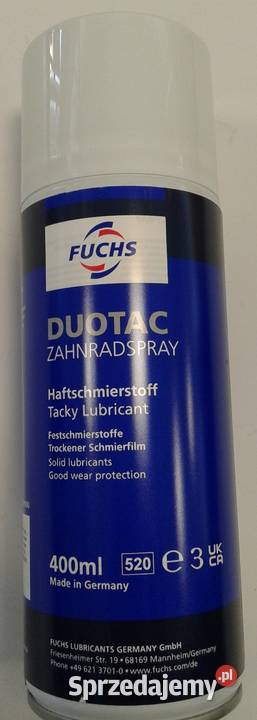 FUCHS
DUOTAC
ZAHNRADSPRAY
Haftschmierstoff
Tacky Lubricant
Festschmierstoffe
Trockener Schmierfilm
Solid lubricants
Good wear protection
400ml 520 e 3 UK CA
Made in Germany
FUCHS LUBRICANTS GERMANY GmbH
Friesenheimer Str. 19 • 68169 Mannheim/Germany
Phone +49 621 3701-0 • www.fuchs.com/de
Sprzedajemy.pl